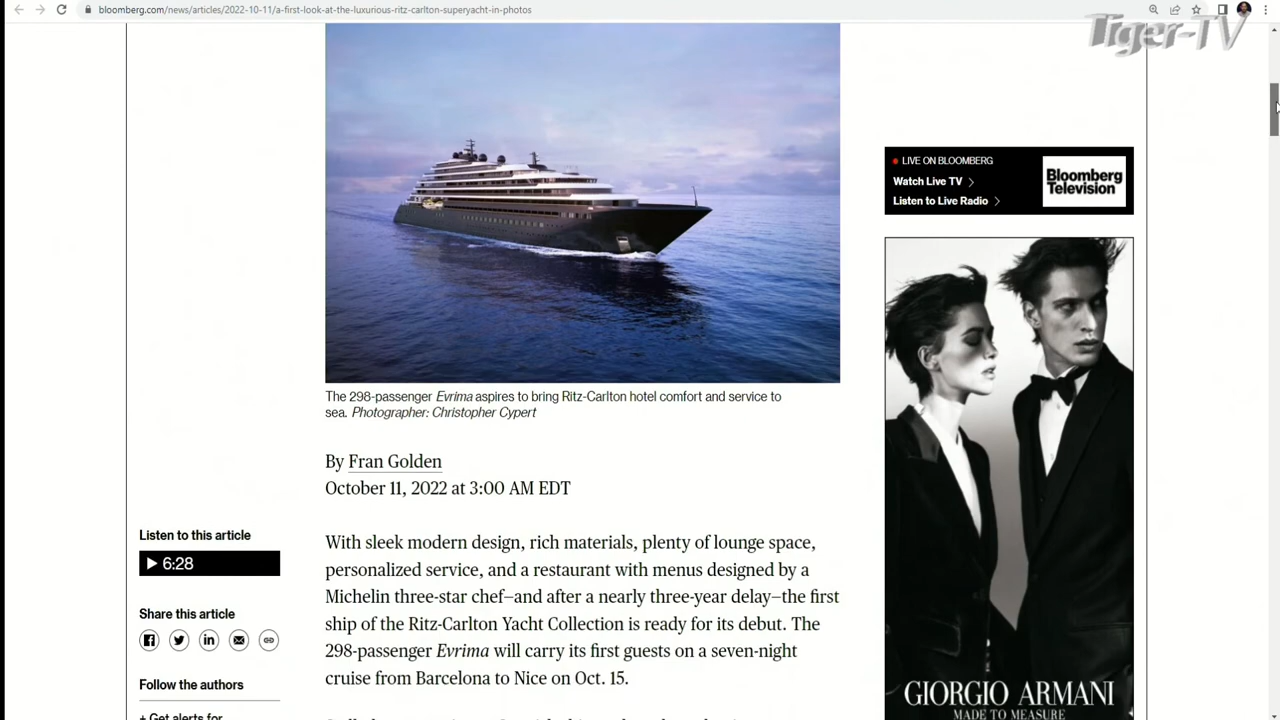 bloomberg.com/news/articles/2022-10-11/a-first-look-at-the-luxurious-ritz-carlton-superyacht-in-photos
Tiger-TV
LIVE ON BLOOMBERG
Watch Live TV
Listen to Live Radio
Bloomberg
Television
The 298-passenger Evrima aspires to bring Ritz-Carlton hotel comfort and service to
sea. Photographer: Christopher Cypert
By Fran Golden
October 11, 2022 at 3:00 AM EDT
Listen to this article
6:28
Share this article
Follow the authors
+ Get alerts for
With sleek modern design, rich materials, plenty of lounge space,
personalized service, and a restaurant with menus designed by a
Michelin three-star chef—and after a nearly three-year delay—the first
ship of the Ritz-Carlton Yacht Collection is ready for its debut. The
298-passenger Evrima will carry its first guests on a seven-night
cruise from Barcelona to Nice on Oct. 15.
GIORGIO ARMANI
MADE TO MEASURE